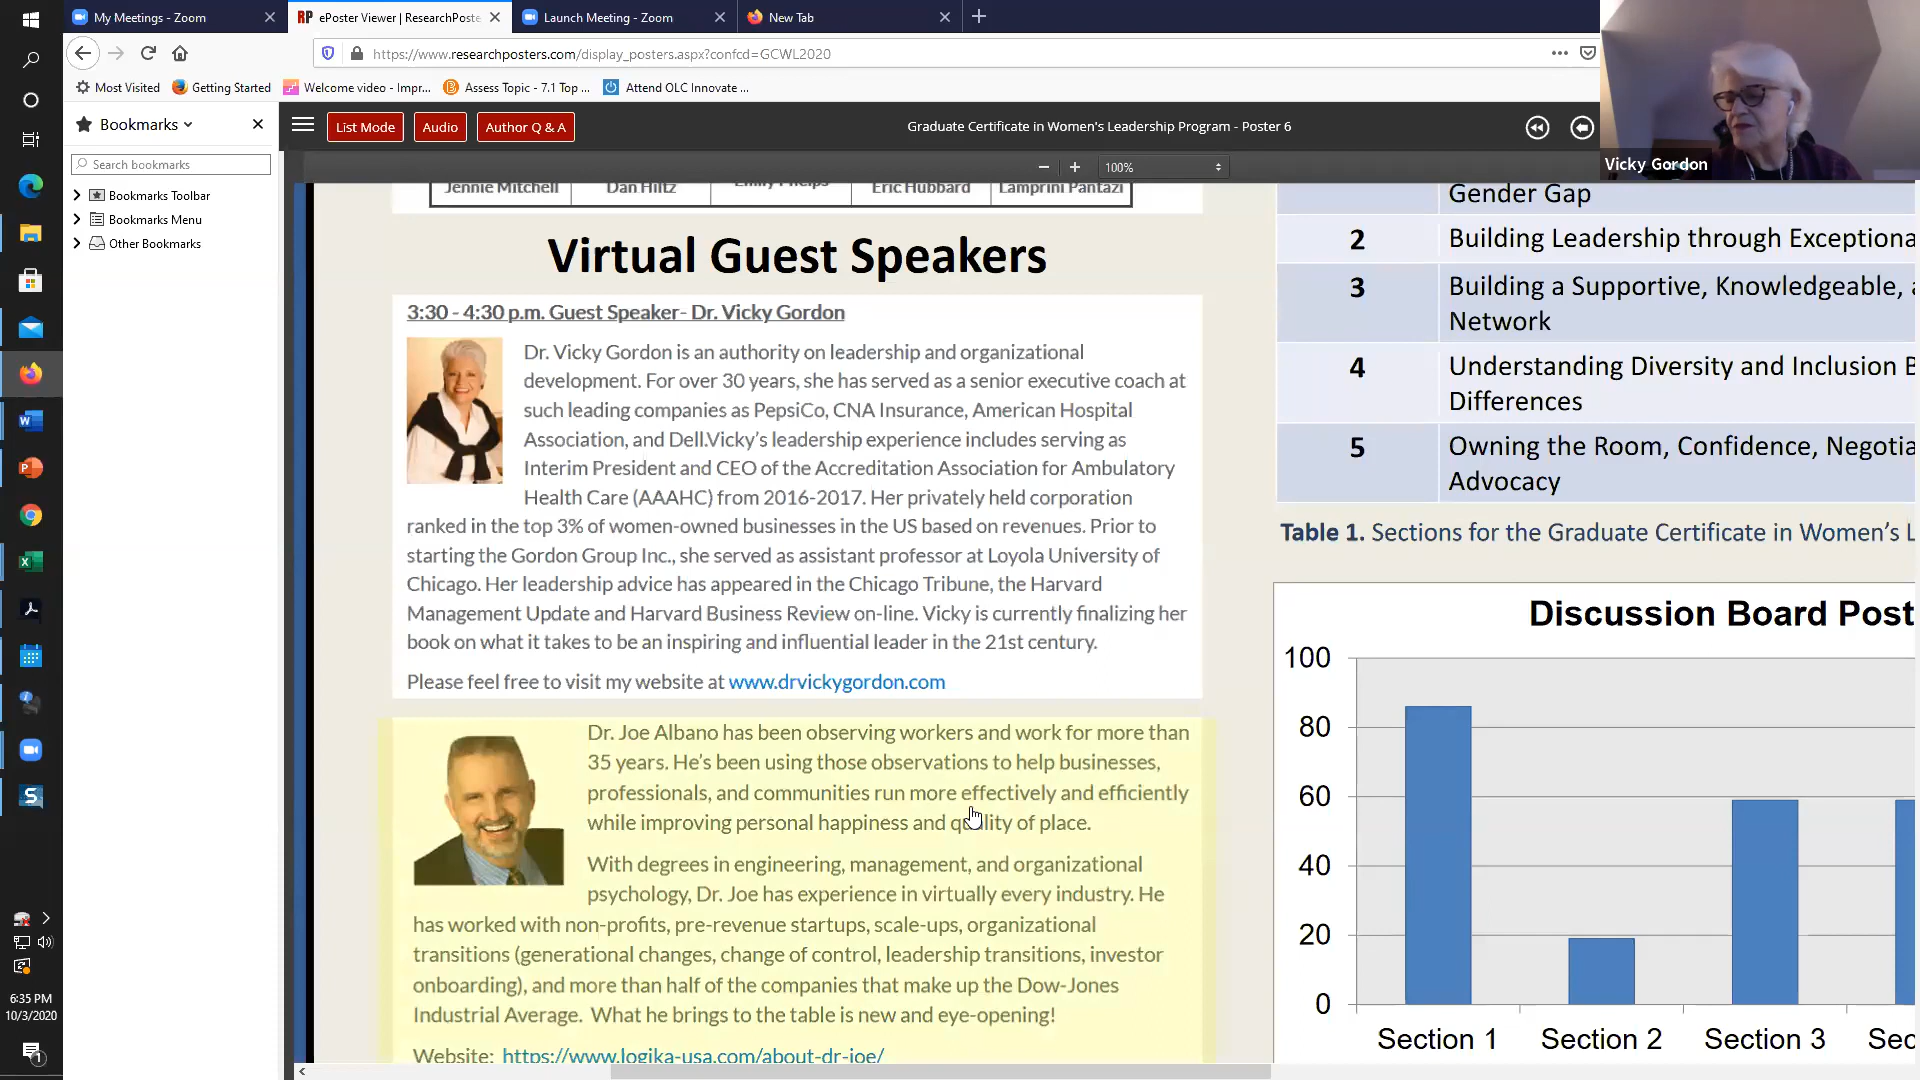 My Meetings - Zoom
RP ePoster Viewer | ResearchPoste
Launch Meeting - Zoom
New Tab
https://www.researchposters.com/display_posters.aspx?confcd=GCWL2020
Most Visited
Getting Started
Welcome video - Impr...
Assess Topic - 7.1 Top ...
Attend OLC Innovate ...
Bookmarks
Search bookmarks
Bookmarks Toolbar
Bookmarks Menu
Other Bookmarks
List Mode
Audio
Author Q & A
Graduate Certificate in Women's Leadership Program - Poster 6
100%
Vicky Gordon
Jennie Mitchell Dan Hiltz Emily Phelps Eric Hubbard Lamprini Pantazi
Virtual Guest Speakers
3:30 - 4:30 p.m. Guest Speaker- Dr. Vicky Gordon
Dr. Vicky Gordon is an authority on leadership and organizational
development. For over 30 years, she has served as a senior executive coach at
such leading companies as PepsiCo, CNA Insurance, American Hospital
Association, and Dell.Vicky's leadership experience includes serving as
Interim President and CEO of the Accreditation Association for Ambulatory
Health Care (AAAHC) from 2016-2017. Her privately held corporation
ranked in the top 3% of women-owned businesses in the US based on revenues. Prior to
starting the Gordon Group Inc., she served as assistant professor at Loyola University of
Chicago. Her leadership advice has appeared in the Chicago Tribune, the Harvard
Management Update and Harvard Business Review on-line. Vicky is currently finalizing her
book on what it takes to be an inspiring and influential leader in the 21st century.
Please feel free to visit my website at www.drvickygordon.com
Dr. Joe Albano has been observing workers and work for more than
35 years. He's been using those observations to help businesses,
professionals, and communities run more effectively and efficiently
while improving personal happiness and quality of place.
With degrees in engineering, management, and organizational
psychology, Dr. Joe has experience in virtually every industry. He
has worked with non-profits, pre-revenue startups, scale-ups, organizational
transitions (generational changes, change of control, leadership transitions, investor
onboarding), and more than half of the companies that make up the Dow-Jones
Industrial Average. What he brings to the table is new and eye-opening!
Website: https://www.logika-usa.com/about-dr-joe/
Gender Gap
2 Building Leadership through Exceptiona
3 Building a Supportive, Knowledgeable,
Network
4 Understanding Diversity and Inclusion B
Differences
5 Owning the Room, Confidence, Negotia
Advocacy
Table 1. Sections for the Graduate Certificate in Women's L
Discussion Board Post
100
80
60
40
20
0
Section 1 Section 2 Section 3 Sec
6:35 PM
10/3/2020
1